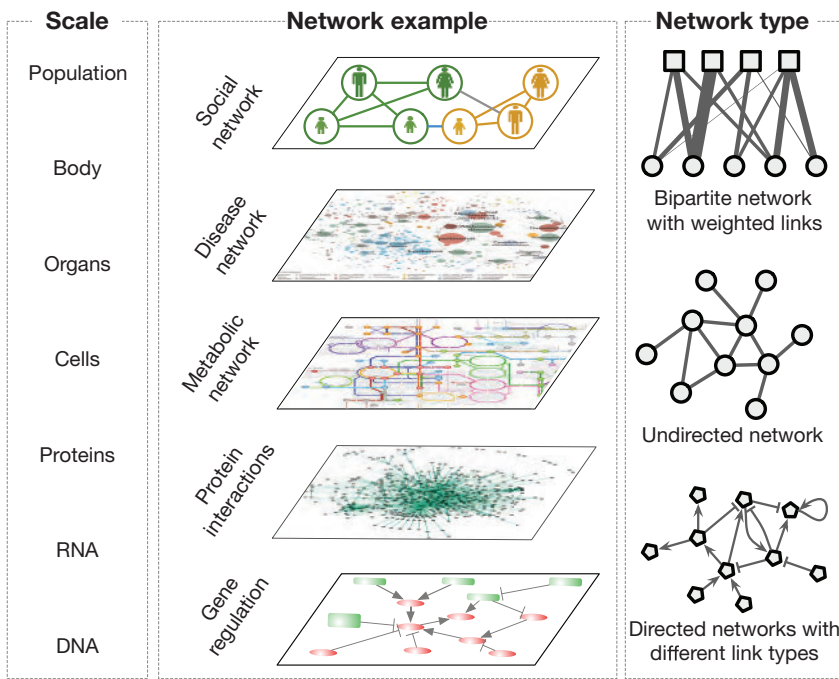 Scale
Network example
Network type
Population
Body
Organs
Cells
Proteins
RNA
DNA
Social
network
Disease
network
Metabolic
network
Protein
interactions
Gene
regulation
Bipartite network
with weighted links
Undirected network
Directed networks with
different link types